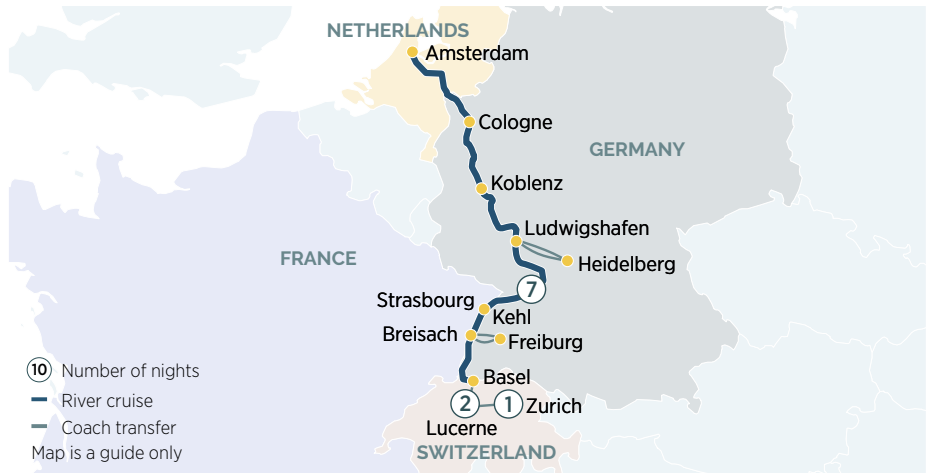 NETHERLANDS
Amsterdam
Cologne
GERMANY
Koblenz
Ludwigshafen
FRANCE
Heidelberg
7
Strasbourg
Kehl
Breisach
Freiburg
10 Number of nights
Basel
River cruise
2
1
Zurich
Coach transfer
Lucerne
Map is a guide only
SWITZERLAND